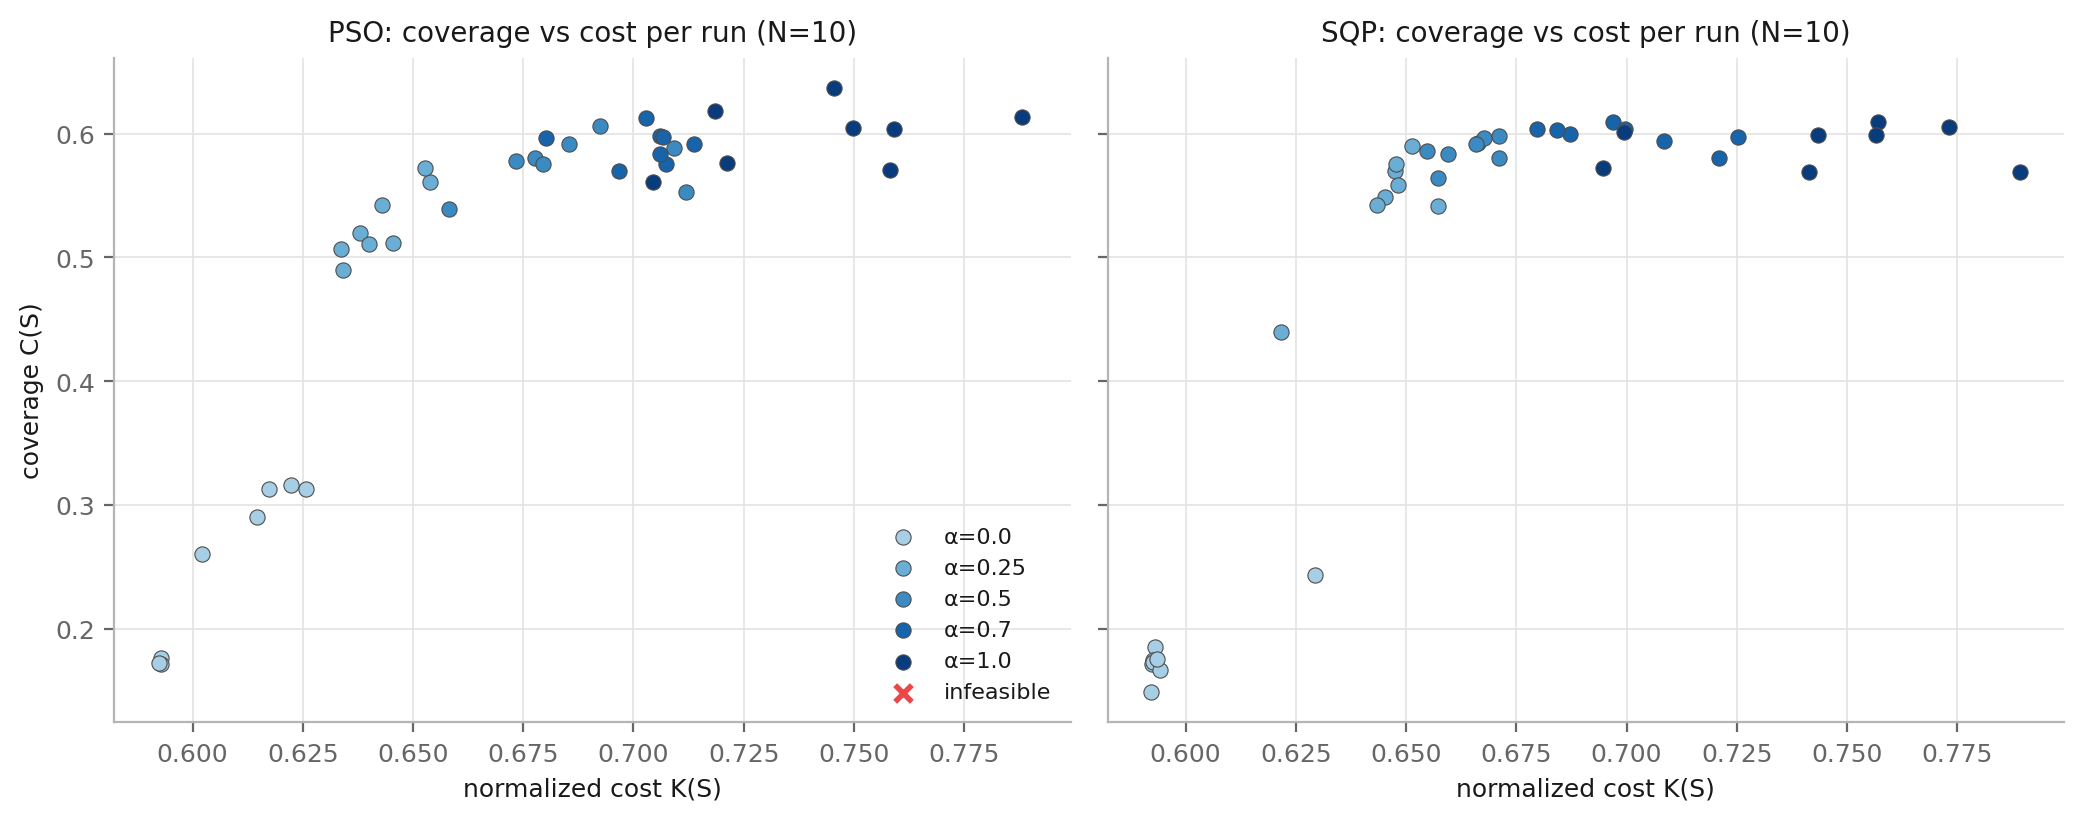 PSO: coverage vs cost per run (N=10)
coverage C(S)
0.6
0.5
0.4
0.3
0.2
α=0.0
α=0.25
α=0.5
α=0.7
α=1.0
infeasible
0.600 0.625 0.650 0.675 0.700 0.725 0.750 0.775
normalized cost K(S)
SQP: coverage vs cost per run (N=10)
0.600 0.625 0.650 0.675 0.700 0.725 0.750 0.775
normalized cost K(S)